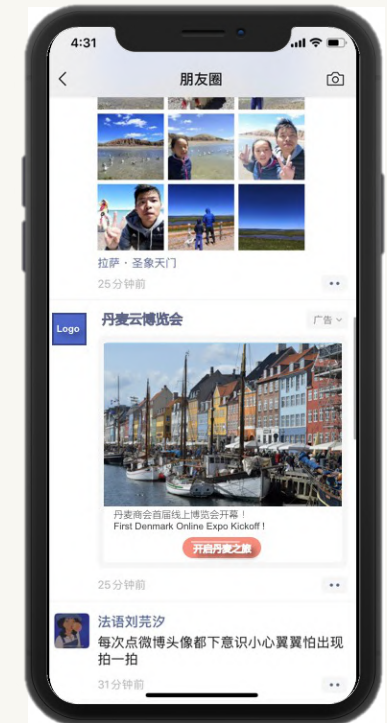 4:31
朋友圈
拉萨 · 圣象天门
25分钟前
Logo
丹麦云博览会
广告
丹麦商会首届线上博览会开幕！
First Denmark Online Expo Kickoff !
开启丹麦之旅
25分钟前
法语刘芫汐
每次点微博头像都下意识小心翼翼怕出现
拍一拍
31分钟前